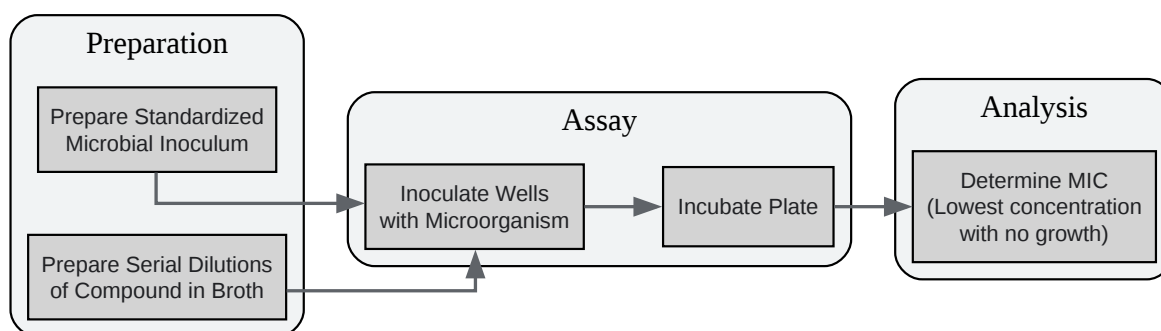 Preparation
Prepare Standardized
Microbial Inoculum
Prepare Serial Dilutions
of Compound in Broth
Assay
Inoculate Wells
with Microorganism
Incubate Plate
Analysis
Determine MIC
(Lowest concentration
with no growth)